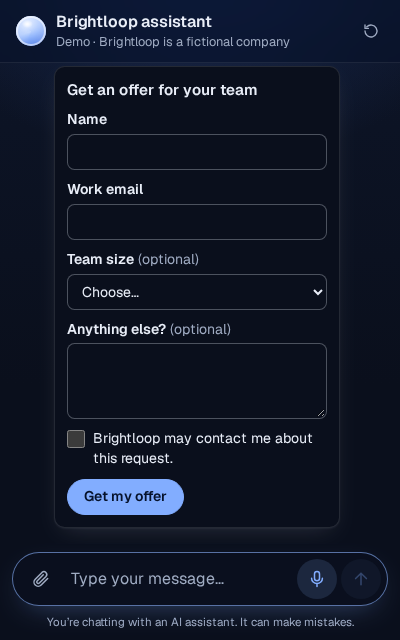 Brightloop assistant
Demo · Brightloop is a fictional company
Get an offer for your team
Name
Work email
Team size (optional)
Choose...
Anything else? (optional)
Brightloop may contact me about
this request.
Get my offer
Type your message...
You're chatting with an AI assistant. It can make mistakes.